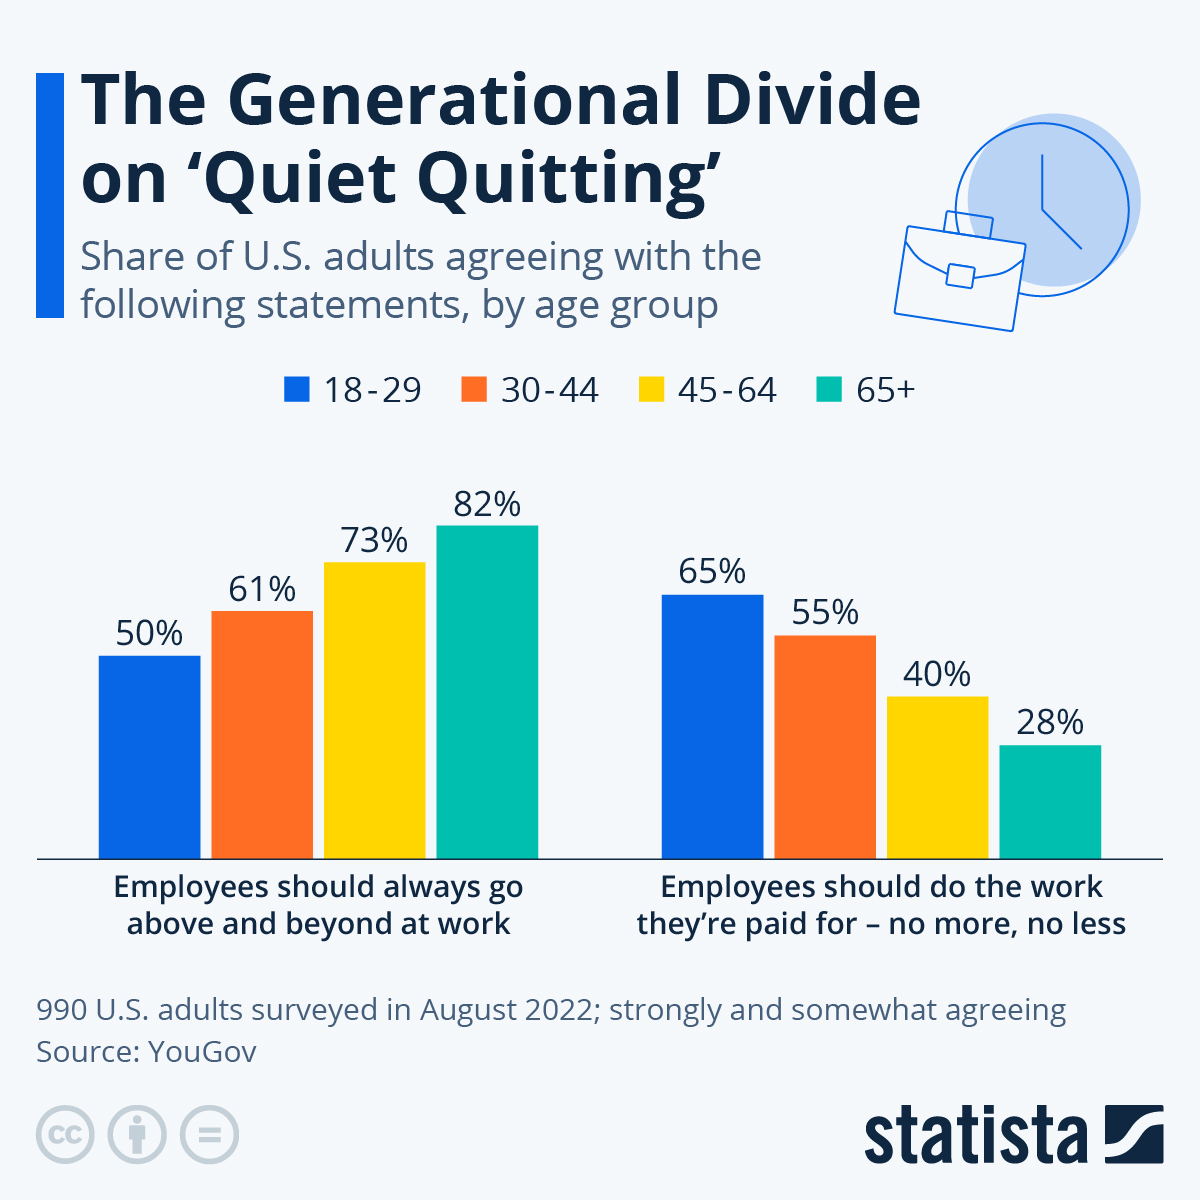 The Generational Divide
on ‘Quiet Quitting’
Share of U.S. adults agreeing with the
following statements, by age group
18-29 30-44 45-64 65+
50% 61% 73% 82%
65% 55% 40% 28%
Employees should always go
above and beyond at work
Employees should do the work
they’re paid for – no more, no less
990 U.S. adults surveyed in August 2022; strongly and somewhat agreeing
Source: YouGov
cc
statista